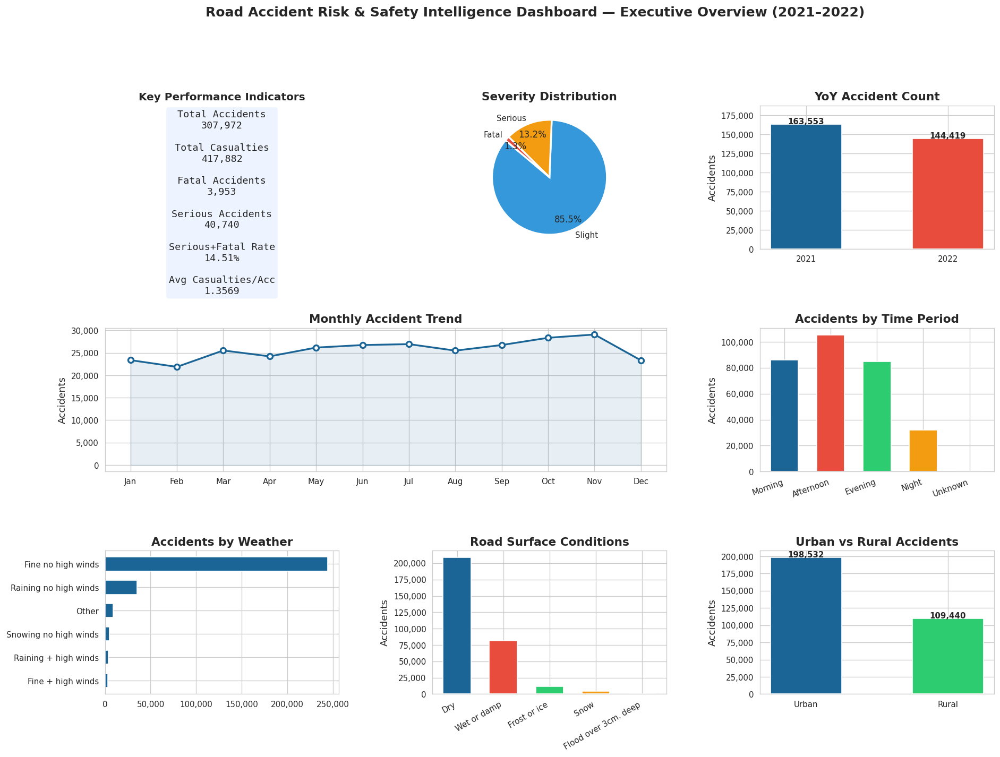 Road Accident Risk & Safety Intelligence Dashboard — Executive Overview (2021–2022)
Key Performance Indicators
Total Accidents
307,972
Total Casualties
417,882
Fatal Accidents
3,953
Serious Accidents
40,740
Serious+Fatal Rate
14.51%
Avg Casualties/Acc
1.3569
Severity Distribution
Serious
13.2%
Fatal
1.3%
85.5%
Slight
YoY Accident Count
Accidents
175,000
150,000
125,000
100,000
75,000
50,000
25,000
0
163,553
144,419
2021
2022
Monthly Accident Trend
Accidents
30,000
25,000
20,000
15,000
10,000
5,000
0
Jan
Feb
Mar
Apr
May
Jun
Jul
Aug
Sep
Oct
Nov
Dec
Accidents by Time Period
Accidents
100,000
80,000
60,000
40,000
20,000
0
Morning
Afternoon
Evening
Night
Unknown
Accidents by Weather
Fine no high winds
Raining no high winds
Other
Snowing no high winds
Raining + high winds
Fine + high winds
0
50,000
100,000
150,000
200,000
250,000
Road Surface Conditions
Accidents
200,000
175,000
150,000
125,000
100,000
75,000
50,000
25,000
0
Dry
Wet or damp
Frost or ice
Snow
Flood over 3cm. deep
Urban vs Rural Accidents
Accidents
200,000
175,000
150,000
125,000
100,000
75,000
50,000
25,000
0
198,532
109,440
Urban
Rural